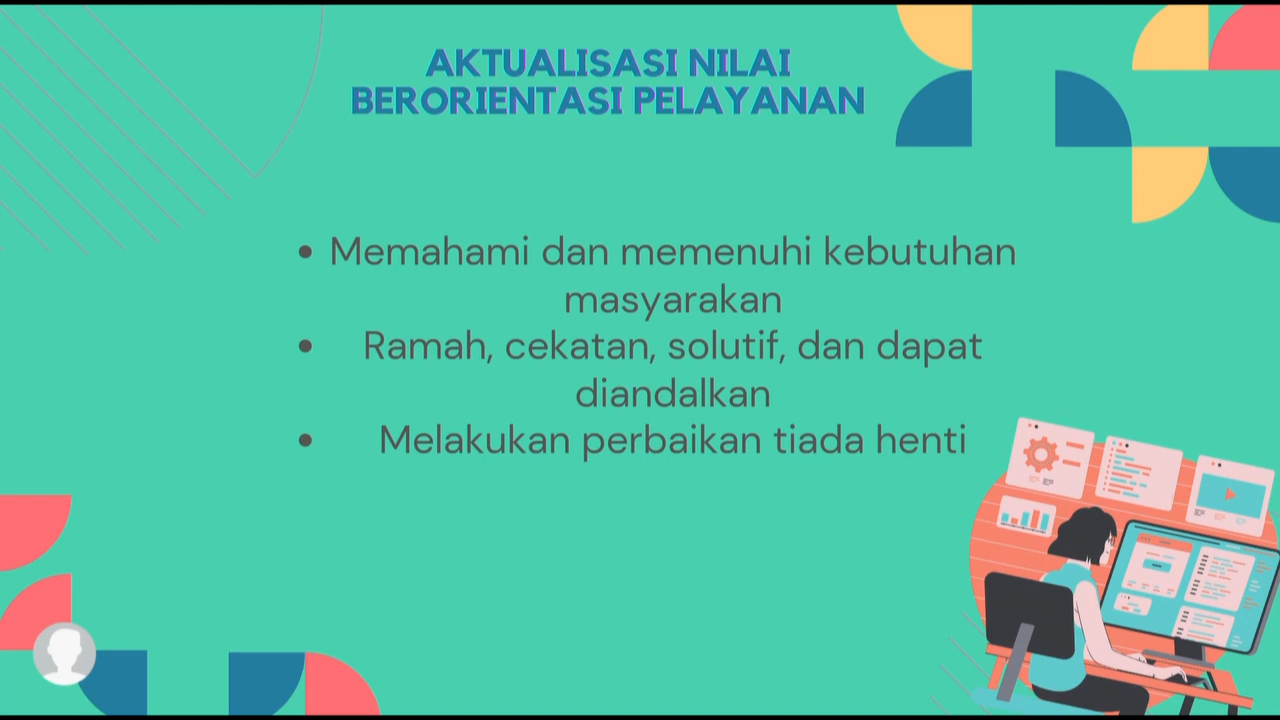 AKTUALISASI NILAI
BERORIENTASI PELAYANAN
• Memahami dan memenuhi kebutuhan
masyarakan
• Ramah, cekatan, solutif, dan dapat
diandalkan
• Melakukan perbaikan tiada henti